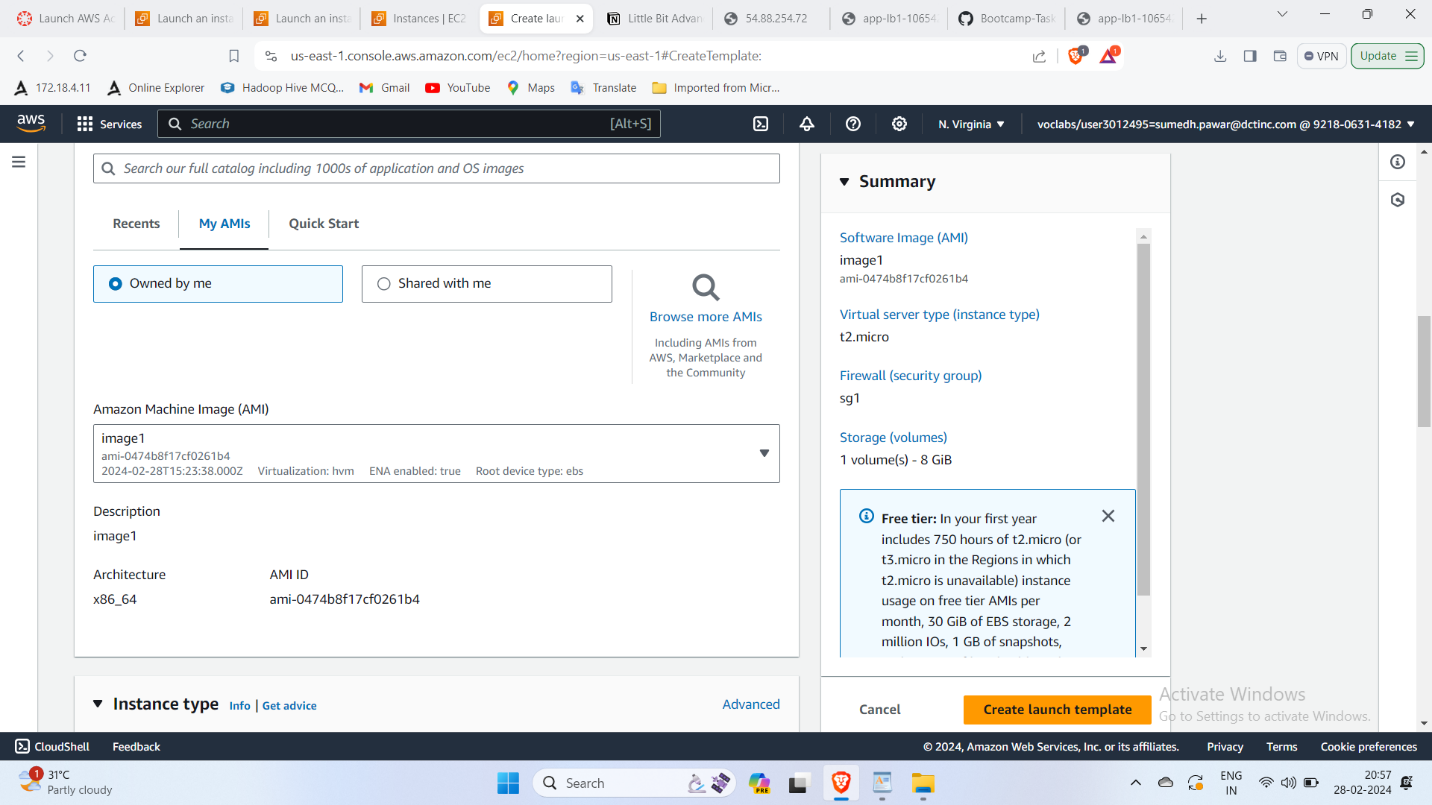 Launch AWS Ac
Launch an insta
Launch an insta
Instances | EC2
Create laun
Little Bit Advan
54.88.254.72
app-lb1-10654
Bootcamp-Task
app-lb1-10654
us-east-1.console.aws.amazon.com/ec2/home?region=us-east-1#CreateTemplate:
1
1
VPN
Update
172.18.4.11
Online Explorer
Hadoop Hive MCQ...
Gmail
YouTube
Maps
Translate
Imported from Micr...
aws
Services
Search
[Alt+S]
N. Virginia
voclabs/user3012495=sumedh.pawar@dctinc.com @ 9218-0631-4182
Search our full catalog including 1000s of application and OS images
Recents
My AMIs
Quick Start
Owned by me
Shared with me
Browse more AMIs
Including AMIs from
AWS, Marketplace and
the Community
Amazon Machine Image (AMI)
image1
ami-0474b8f17cf0261b4
2024-02-28T15:23:38.000Z Virtualization: hvm ENA enabled: true Root device type: ebs
Description
image1
Architecture
AMI ID
x86_64
ami-0474b8f17cf0261b4
Instance type
Info | Get advice
Advanced
Summary
Software Image (AMI)
image1
ami-0474b8f17cf0261b4
Virtual server type (instance type)
t2.micro
Firewall (security group)
sg1
Storage (volumes)
1 volume(s) - 8 GiB
Free tier: In your first year
includes 750 hours of t2.micro (or
t3.micro in the Regions in which
t2.micro is unavailable) instance
usage on free tier AMIs per
month, 30 GiB of EBS storage, 2
million IOs, 1 GB of snapshots,
Cancel
Create launch template
Activate Windows
Go to Settings to activate Windows.
CloudShell
Feedback
© 2024, Amazon Web Services, Inc. or its affiliates.
Privacy
Terms
Cookie preferences
1
31°C
Partly cloudy
Search
PRE
ENG
IN
20:57
28-02-2024